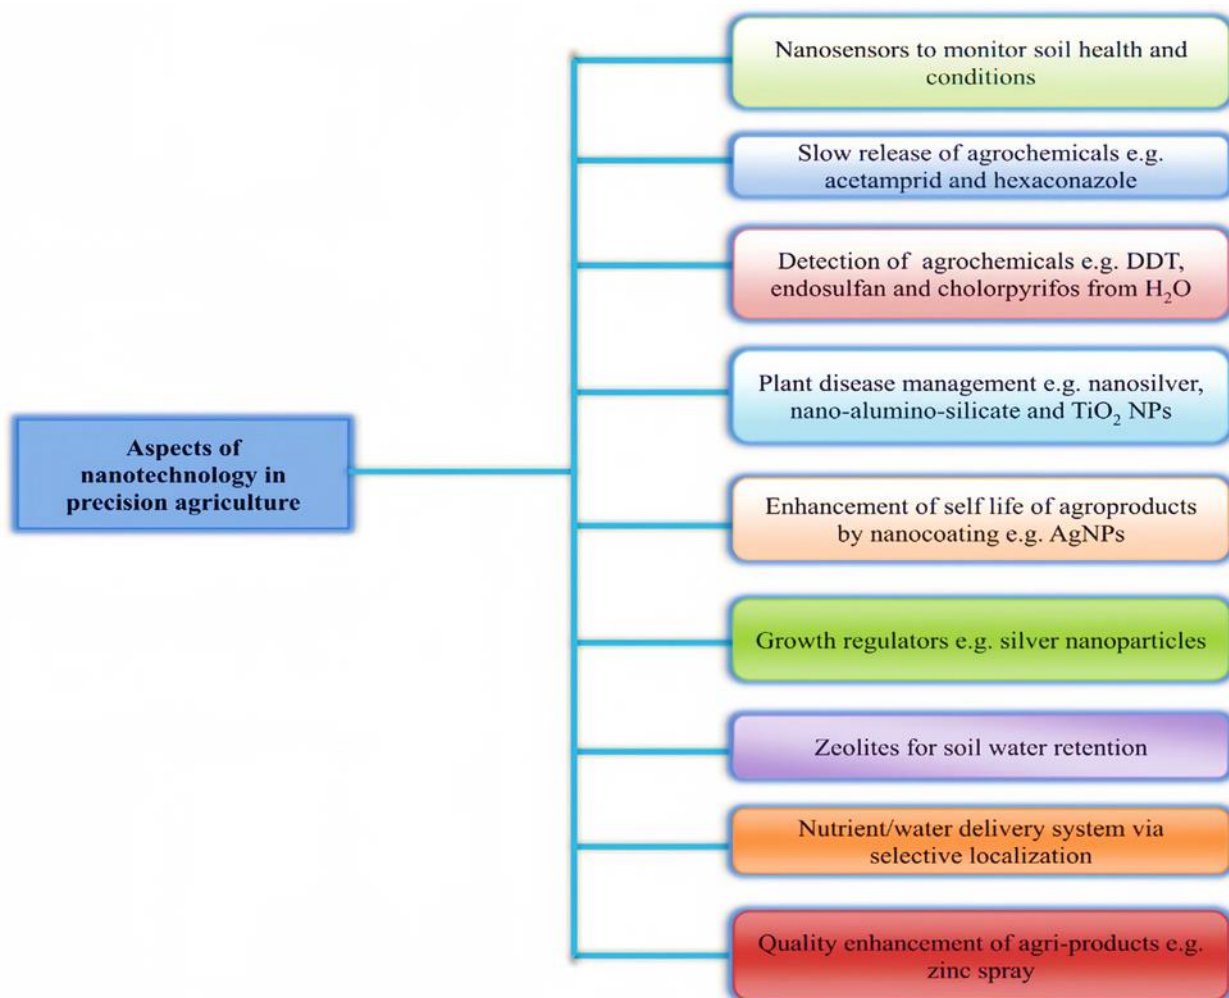 Nanosensors to monitor soil health and
conditions
Slow release of agrochemicals e.g.
acetamprid and hexaconazole
Detection of agrochemicals e.g. DDT,
endosulfan and cholorpyrifos from H₂O
Plant disease management e.g. nanosilver,
nano-alumino-silicate and TiO₂ NPs
Aspects of
nanotechnology in
precision agriculture
Enhancement of self life of agroproducts
by nanocoating e.g. AgNPs
Growth regulators e.g. silver nanoparticles
Zeolites for soil water retention
Nutrient/water delivery system via
selective localization
Quality enhancement of agri-products e.g.
zinc spray